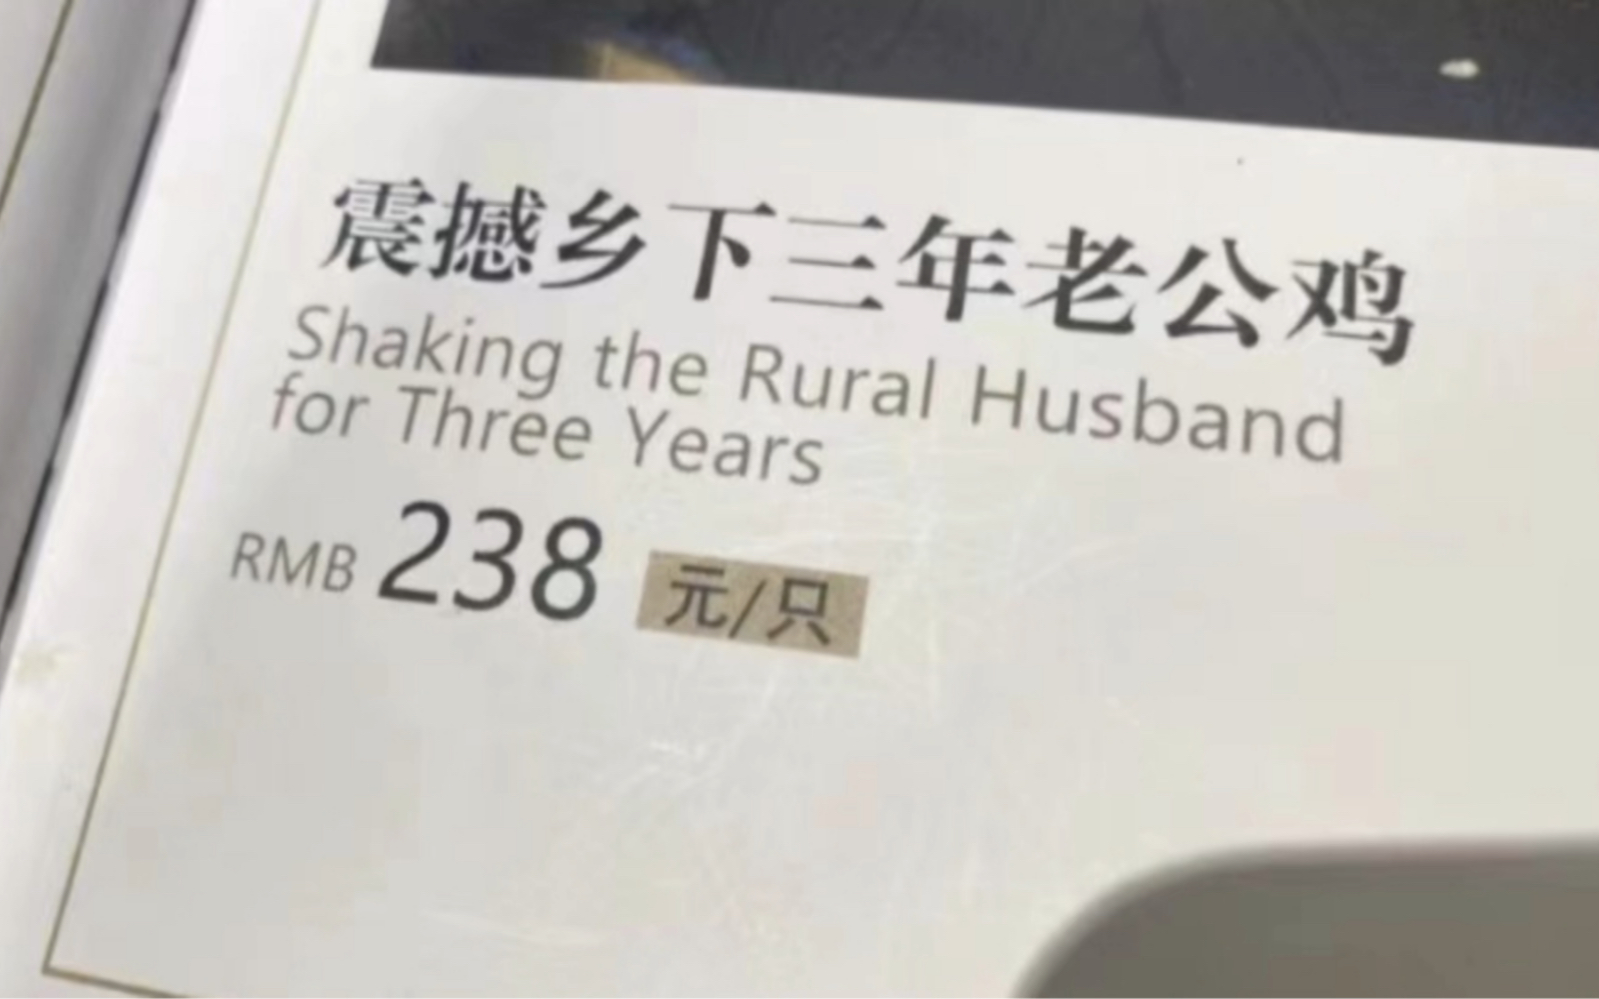 震撼乡下三年老公鸡
Shaking the Rural Husband
for Three Years
RMB 238 元/只